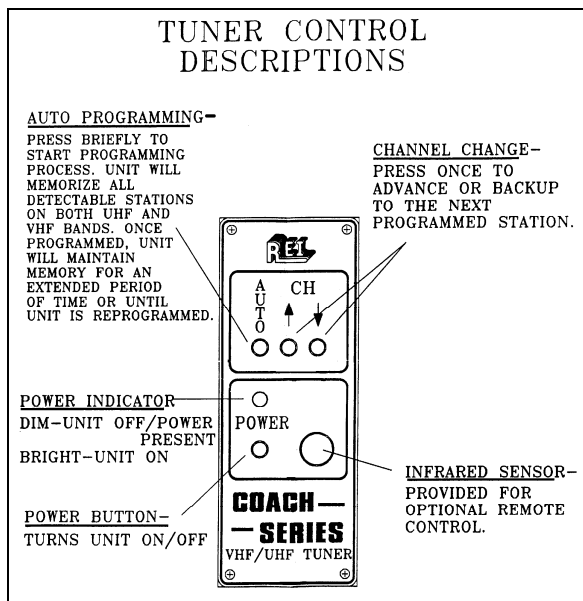 TUNER CONTROL
DESCRIPTIONS
AUTO PROGRAMMING-
PRESS BRIEFLY TO
START PROGRAMMING
PROCESS. UNIT WILL
MEMORIZE ALL
DETECTABLE STATIONS
ON BOTH UHF AND
VHF BANDS. ONCE
PROGRAMMED, UNIT
WILL MAINTAIN
MEMORY FOR AN
EXTENDED PERIOD
OF TIME OR UNTIL
UNIT IS REPROGRAMMED.
CHANNEL CHANGE-
PRESS ONCE TO
ADVANCE OR BACKUP
TO THE NEXT
PROGRAMMED STATION.
REI
AUTO
CH
POWER INDICATOR
DIM-UNIT OFF/POWER
PRESENT
BRIGHT-UNIT ON
POWER
POWER BUTTON-
TURNS UNIT ON/OFF
INFRARED SENSOR-
PROVIDED FOR
OPTIONAL REMOTE
CONTROL.
COACH-
-SERIES
VHF/UHF TUNER